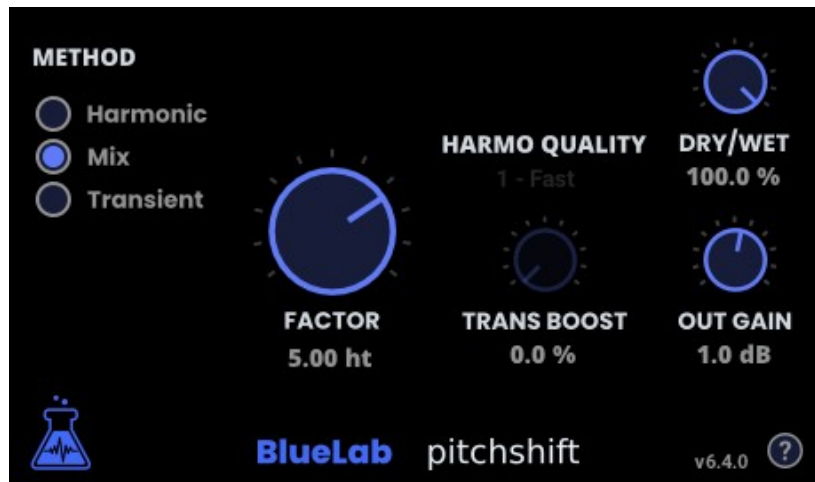 METHOD
Harmonic
Mix
Transient
HARMO QUALITY
1 - Fast
DRY/WET
100.0 %
FACTOR
5.00 ht
TRANS BOOST
0.0 %
OUT GAIN
1.0 dB
BlueLab pitchshift
v6.4.0 ?